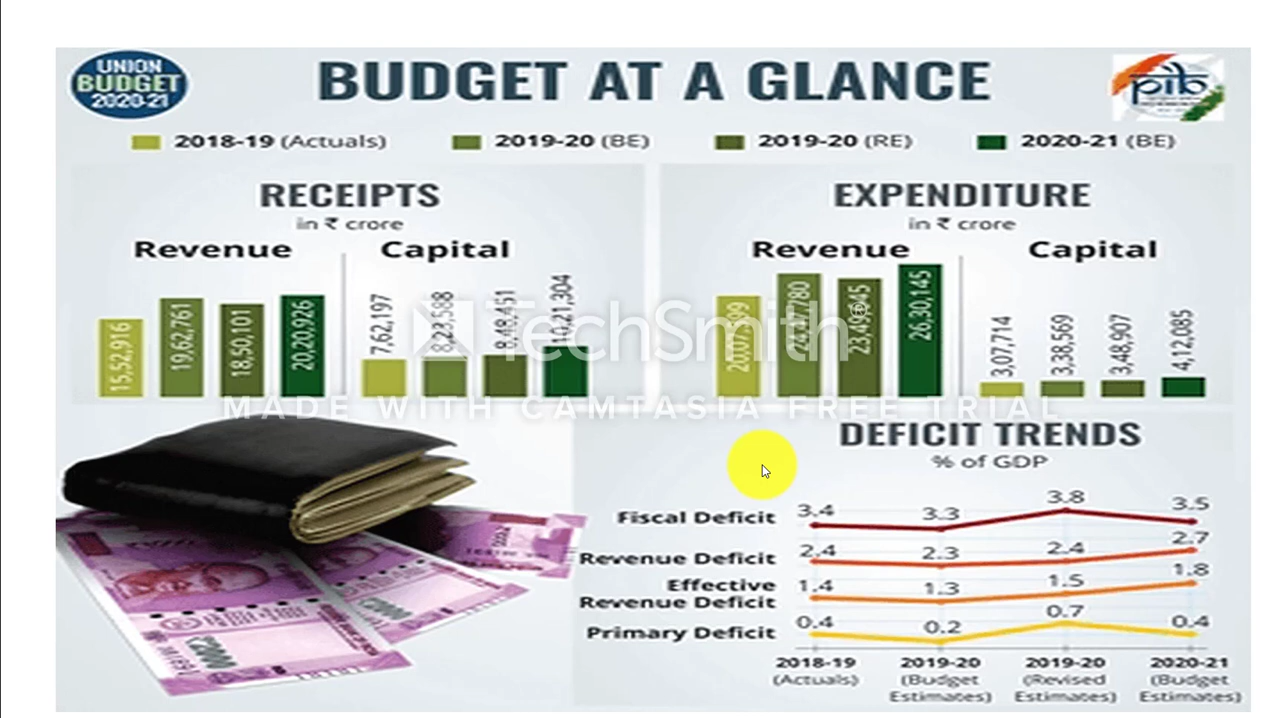 UNION
BUDGET
2020-21
BUDGET AT A GLANCE
pib
2018-19 (Actuals)
2019-20 (BE)
2019-20 (RE)
2020-21 (BE)
RECEIPTS
in ₹ crore
Revenue
Capital
15,52,916
19,62,761
18,50,101
20,20,926
7,62,197
8,23,588
8,48,451
10,21,304
EXPENDITURE
in ₹ crore
Revenue
Capital
26,30,145
3,07,714
3,38,569
3,48,907
4,12,085
TechSmith®
MADE WITH CAMTASIA FREE TRIAL
DEFICIT TRENDS
% of GDP
Fiscal Deficit 3.4 3.3 3.8 3.5
Revenue Deficit 2.4 2.3 2.4 2.7
Effective
Revenue Deficit 1.4 1.3 1.5 1.8
Primary Deficit 0.4 0.2 0.7 0.4
2018-19 2019-20 2019-20 2020-21
(Actuals) (Budget (Revised (Budget
Estimates) Estimates) Estimates)
₹2000
₹2000